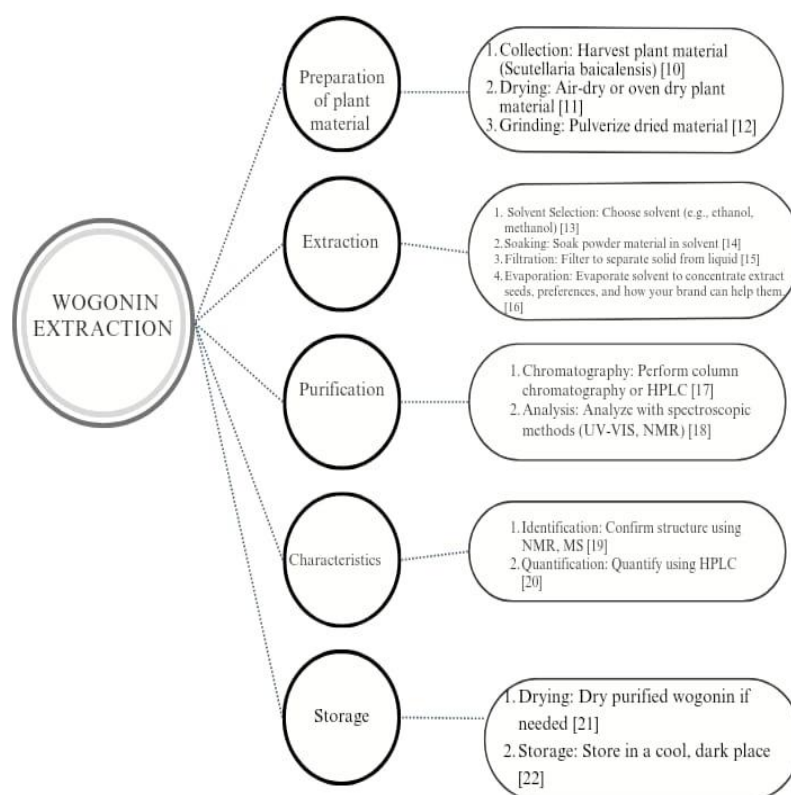 WOGONIN
EXTRACTION
Preparation
of plant
material
1. Collection: Harvest plant material
(Scutellaria baicalensis) [10]
2. Drying: Air-dry or oven dry plant
material [11]
3. Grinding: Pulverize dried material [12]
Extraction
1. Solvent Selection: Choose solvent (e.g., ethanol,
methanol) [13]
2. Soaking: Soak powder material in solvent [14]
3. Filtration: Filter to separate solid from liquid [15]
4. Evaporation: Evaporate solvent to concentrate extract
seeds, preferences, and how your brand can help them.
[16]
Purification
1. Chromatography: Perform column
chromatography or HPLC [17]
2. Analysis: Analyze with spectroscopic
methods (UV-VIS, NMR) [18]
Characteristics
1. Identification: Confirm structure using
NMR, MS [19]
2. Quantification: Quantify using HPLC
[20]
Storage
1. Drying: Dry purified wogonin if
needed [21]
2. Storage: Store in a cool, dark place
[22]